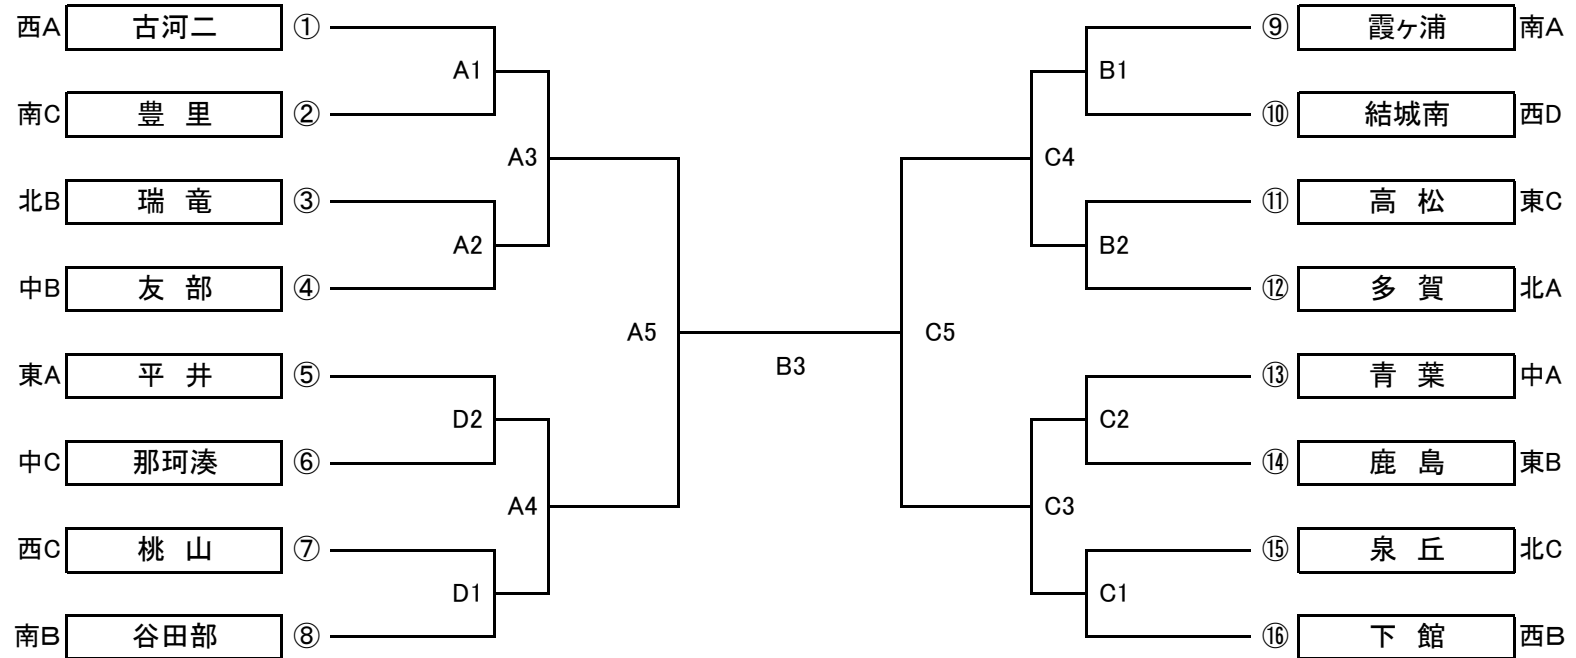 西A 古河二 ① ⑨ 霞ヶ浦 南A
A1 B1
南C 豊 里 ② ⑩ 結城南 西D
A3 C4
北B 瑞 竜 ③ ⑪ 高 松 東C
A2 B2
中B 友 部 ④ ⑫ 多 賀 北A
A5 C5
B3
東A 平 井 ⑤ ⑬ 青 葉 中A
D2 C2
中C 那珂湊 ⑥ ⑭ 鹿 島 東B
A4 C3
西C 桃 山 ⑦ ⑮ 泉 丘 北C
D1 C1
南B 谷田部 ⑧ ⑯ 下 館 西B